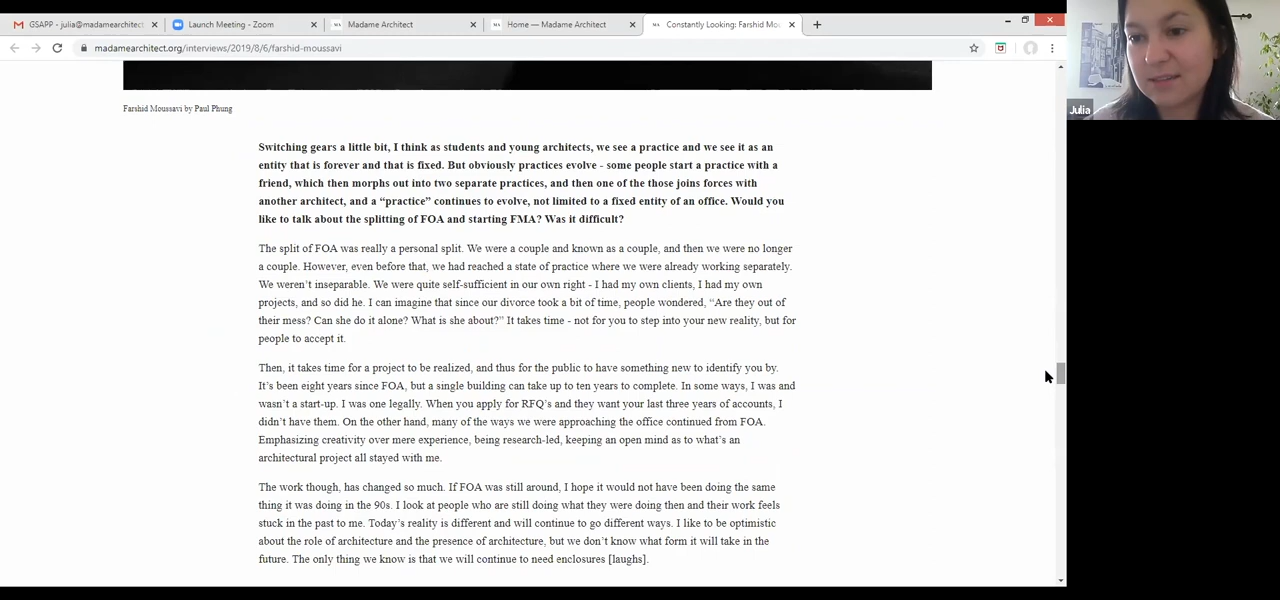 GSAPP - julia@madamearchitect
Launch Meeting - Zoom
Madame Architect
Home — Madame Architect
Constantly Looking: Farshid Mou
madamearchitect.org/interviews/2019/8/6/farshid-moussavi
Julia
Farshid Moussavi by Paul Phung
Switching gears a little bit, I think as students and young architects, we see a practice and we see it as an
entity that is forever and that is fixed. But obviously practices evolve - some people start a practice with a
friend, which then morphs out into two separate practices, and then one of the those joins forces with
another architect, and a “practice” continues to evolve, not limited to a fixed entity of an office. Would you
like to talk about the splitting of FOA and starting FMA? Was it difficult?
The split of FOA was really a personal split. We were a couple and known as a couple, and then we were no longer
a couple. However, even before that, we had reached a state of practice where we were already working separately.
We weren’t inseparable. We were quite self-sufficient in our own right - I had my own clients, I had my own
projects, and so did he. I can imagine that since our divorce took a bit of time, people wondered, “Are they out of
their mess? Can she do it alone? What is she about?” It takes time - not for you to step into your new reality, but for
people to accept it.
Then, it takes time for a project to be realized, and thus for the public to have something new to identify you by.
It’s been eight years since FOA, but a single building can take up to ten years to complete. In some ways, I was and
wasn’t a start-up. I was one legally. When you apply for RFQ’s and they want your last three years of accounts, I
didn’t have them. On the other hand, many of the ways we were approaching the office continued from FOA.
Emphasizing creativity over mere experience, being research-led, keeping an open mind as to what’s an
architectural project all stayed with me.
The work though, has changed so much. If FOA was still around, I hope it would not have been doing the same
thing it was doing in the 90s. I look at people who are still doing what they were doing then and their work feels
stuck in the past to me. Today’s reality is different and will continue to go different ways. I like to be optimistic
about the role of architecture and the presence of architecture, but we don’t know what form it will take in the
future. The only thing we know is that we will continue to need enclosures [laughs].